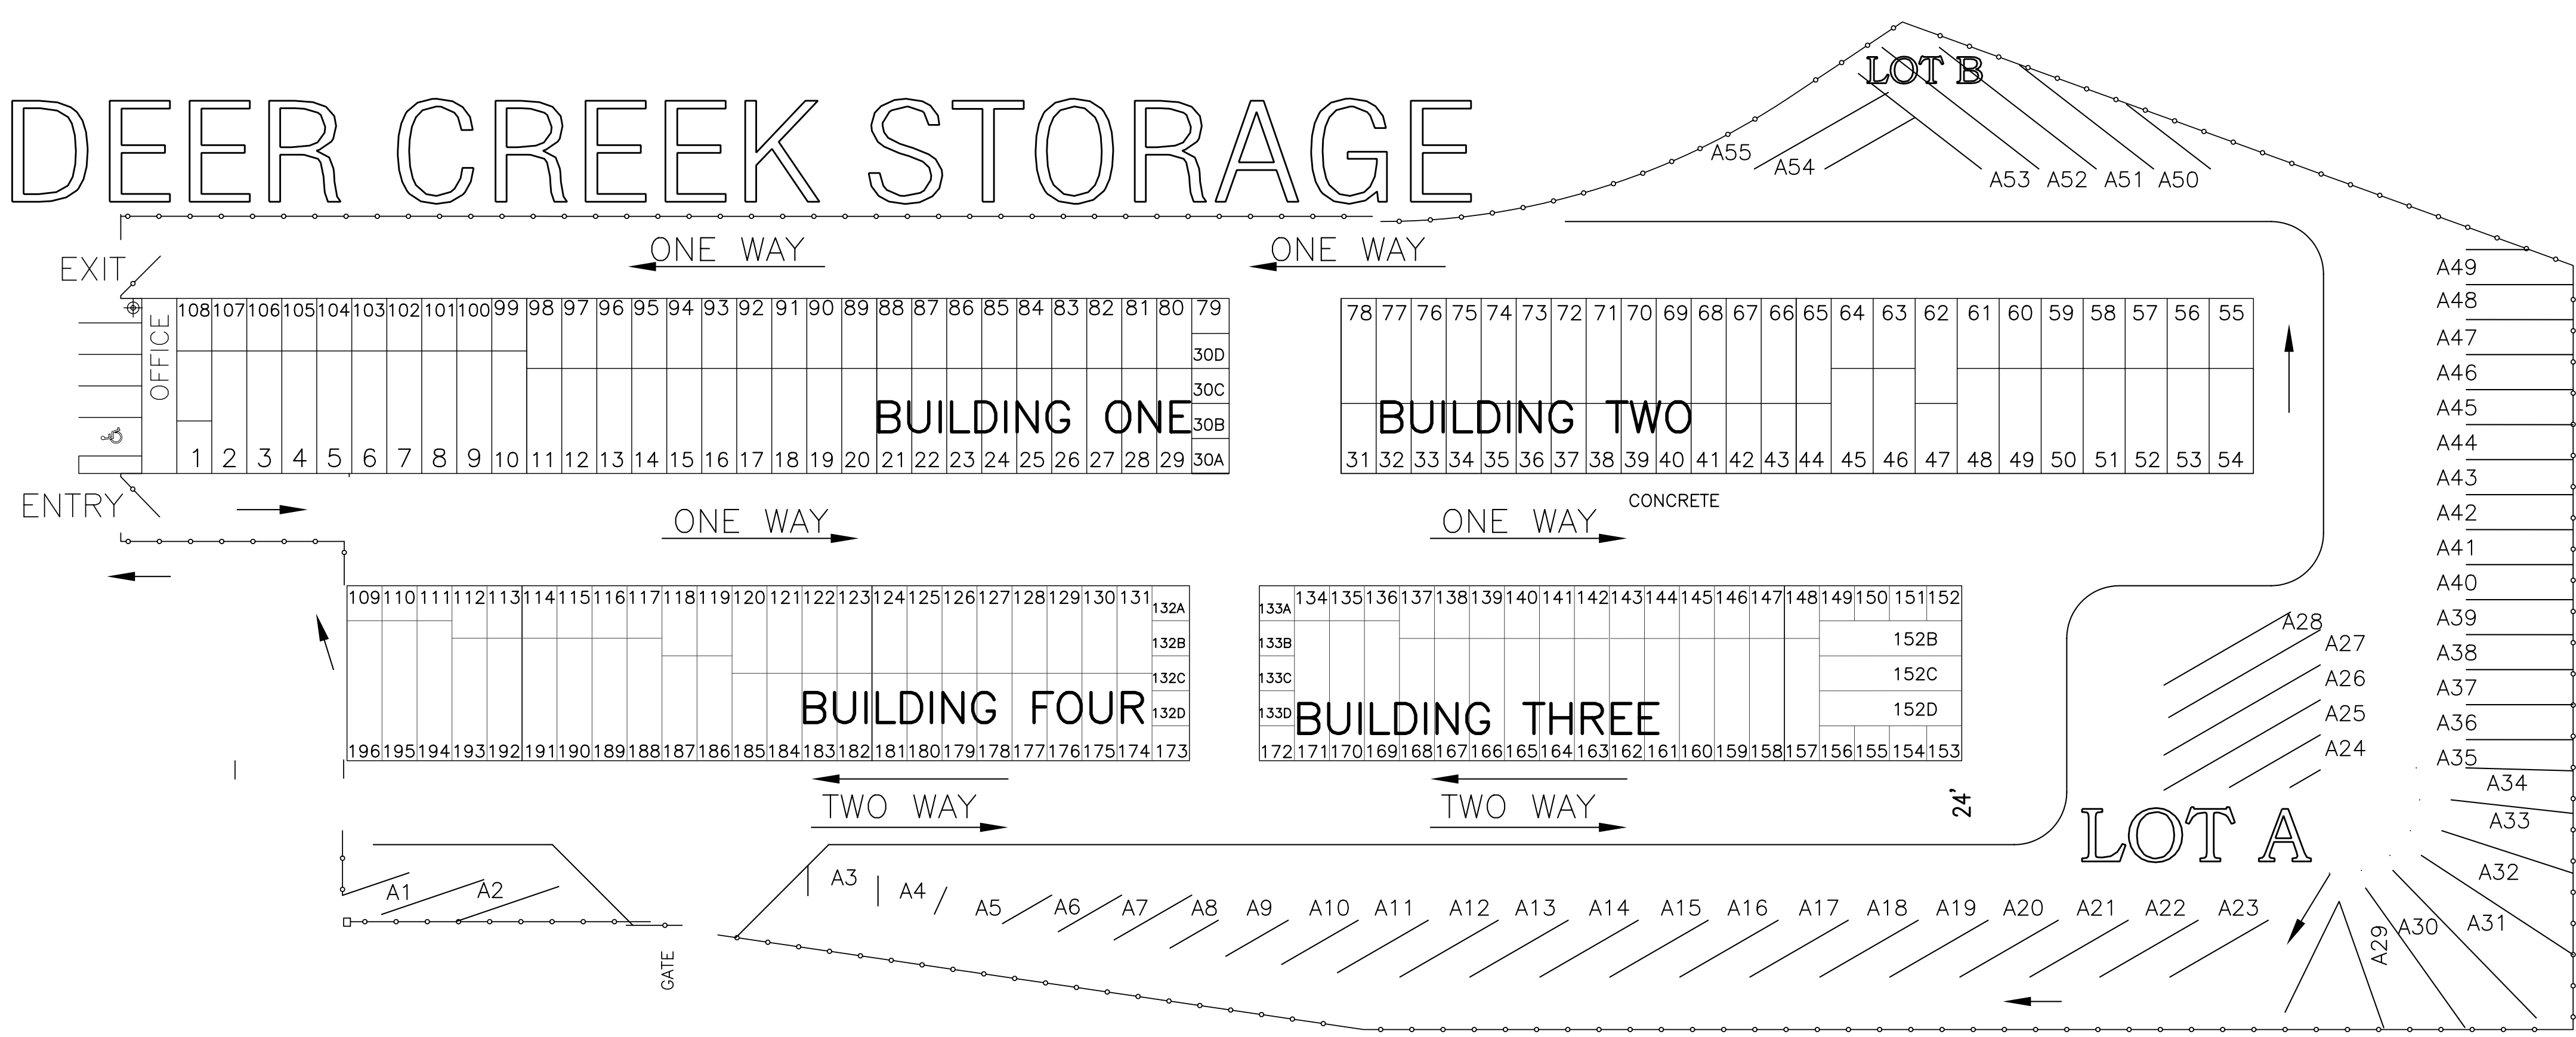 LOT B
DEER CREEK STORAGE
A55 A54 A53 A52 A51 A50
ONE WAY ONE WAY
EXIT
OFFICE
108 107 106 105 104 103 102 101 100 99 98 97 96 95 94 93 92 91 90 89 88 87 86 85 84 83 82 81 80 79
30D
30C
BUILDING ONE
30B
1 2 3 4 5 6 7 8 9 10 11 12 13 14 15 16 17 18 19 20 21 22 23 24 25 26 27 28 29 30A
78 77 76 75 74 73 72 71 70 69 68 67 66 65 64 63 62 61 60 59 58 57 56 55
BUILDING TWO
31 32 33 34 35 36 37 38 39 40 41 42 43 44 45 46 47 48 49 50 51 52 53 54
CONCRETE
ENTRY
ONE WAY ONE WAY
109 110 111 112 113 114 115 116 117 118 119 120 121 122 123 124 125 126 127 128 129 130 131 132A
132B
132C
132D
BUILDING FOUR
196 195 194 193 192 191 190 189 188 187 186 185 184 183 182 181 180 179 178 177 176 175 174 173
133A 134 135 136 137 138 139 140 141 142 143 144 145 146 147 148 149 150 151 152
133B 152B
133C 152C
133D 152D
BUILDING THREE
172 171 170 169 168 167 166 165 164 163 162 161 160 159 158 157 156 155 154 153
TWO WAY TWO WAY
24'
A49
A48
A47
A46
A45
A44
A43
A42
A41
A40
A39
A38
A37
A36
A35
A34
A33
A32
A31
A30
A29
A28
A27
A26
A25
A24
LOT A
A1 A2 A3 A4 A5 A6 A7 A8 A9 A10 A11 A12 A13 A14 A15 A16 A17 A18 A19 A20 A21 A22 A23
GATE